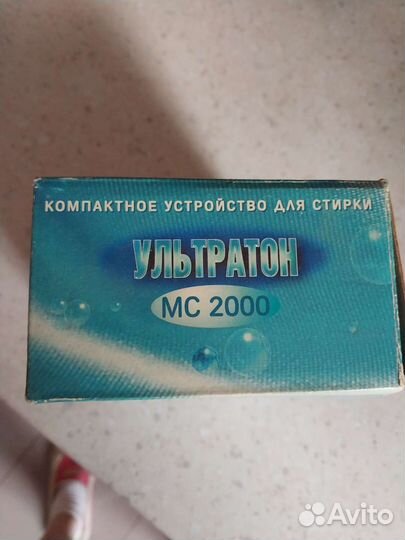 КОМПАКТНОЕ УСТРОЙСТВО ДЛЯ СТИРКИ
УЛЬТРАТОН
МС 2000
Avito